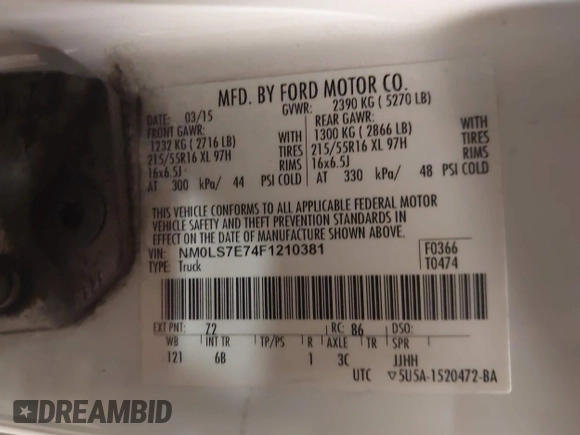 MFD. BY FORD MOTOR CO.
DATE: 03/15 GVWR: 2390 KG ( 5270 LB)
FRONT GAWR: REAR GAWR:
1232 KG ( 2716 LB) WITH 1300 KG ( 2866 LB) WITH
215/55R16 XL 97H TIRES 215/55R16 XL 97H TIRES
16x6.5J RIMS 16x6.5J RIMS
AT 300 kPa/ 44 PSI COLD AT 330 kPa/ 48 PSI COLD
THIS VEHICLE CONFORMS TO ALL APPLICABLE FEDERAL MOTOR
VEHICLE SAFETY AND THEFT PREVENTION STANDARDS IN
EFFECT ON THE DATE OF MANUFACTURE SHOWN ABOVE.
VIN: NM0LS7E74F1210381 F0366
TYPE: Truck T0474
EXT PNT: Z2 RC: 86 DSO:
WB INT TR TP/PS R AXLE TR SPR
121 6B 1 3C JJHH
UTC ▽5U5A-1520472-BA
DREAMBID